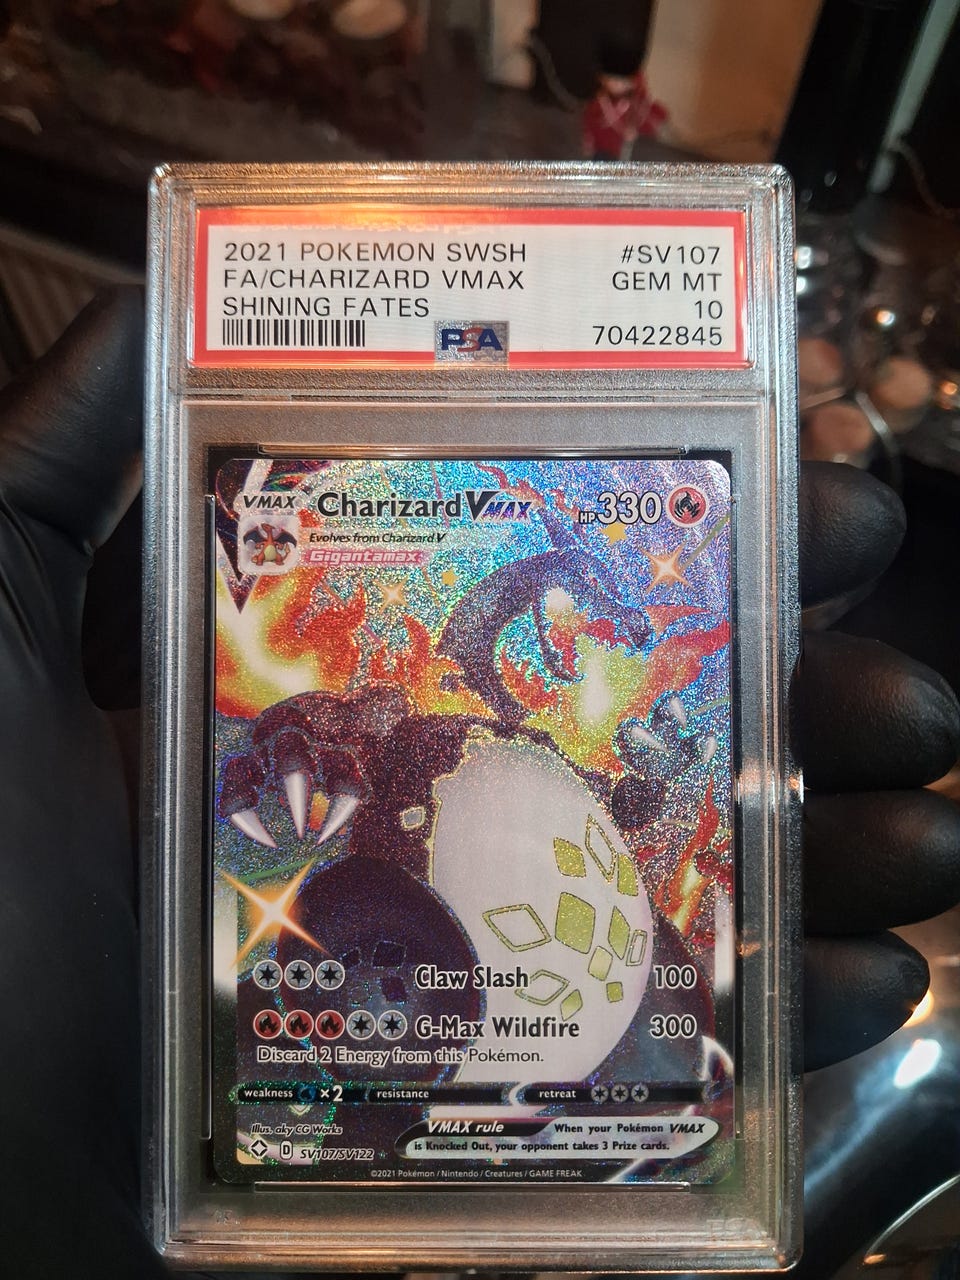 2021 POKEMON SWSH #SV107
FA/CHARIZARD VMAX GEM MT
SHINING FATES 10
PSA 70422845
VMAX Charizard VMAX HP 330
Evolves from Charizard V
Gigantamax
Claw Slash 100
G-Max Wildfire 300
Discard 2 Energy from this Pokémon.
weakness ×2 resistance retreat
Illus. aky CG Works
VMAX rule When your Pokémon VMAX
is Knocked Out, your opponent takes 3 Prize cards.
D SV107/SV122
©2021 Pokémon / Nintendo / Creatures / GAME FREAK